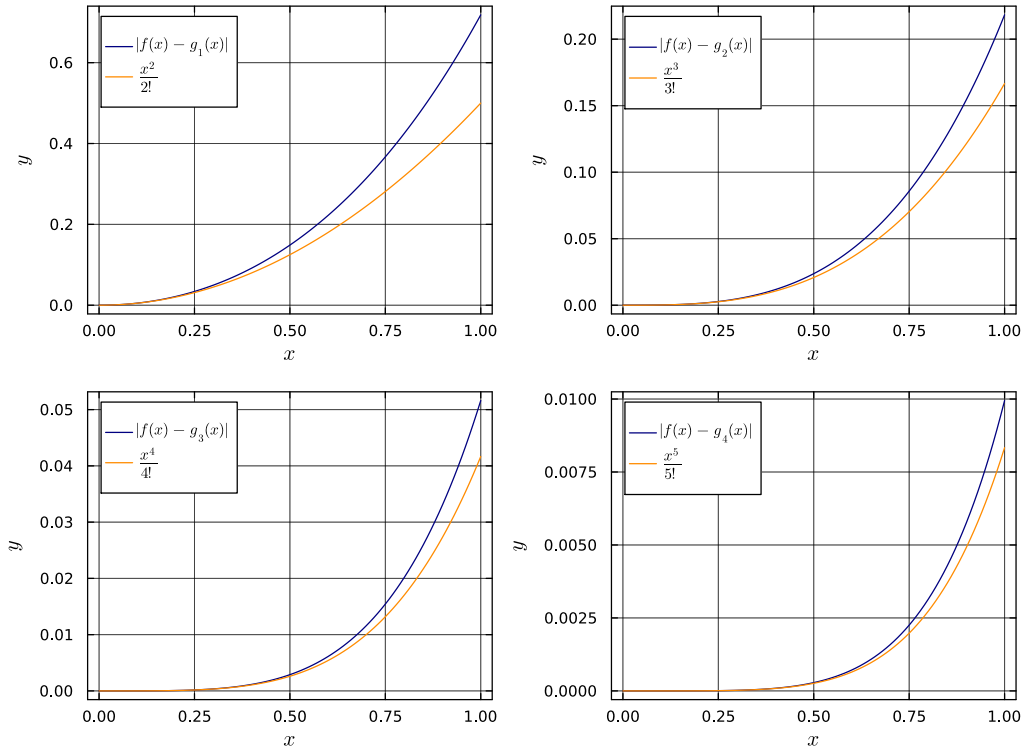 |f(x) − g₁(x)|
x²/2!
0.6
0.4
0.2
0.0
y
0.00 0.25 0.50 0.75 1.00
x
|f(x) − g₂(x)|
x³/3!
0.20
0.15
0.10
0.05
0.00
y
0.00 0.25 0.50 0.75 1.00
x
|f(x) − g₃(x)|
x⁴/4!
0.05
0.04
0.03
0.02
0.01
0.00
y
0.00 0.25 0.50 0.75 1.00
x
|f(x) − g₄(x)|
x⁵/5!
0.0100
0.0075
0.0050
0.0025
0.0000
y
0.00 0.25 0.50 0.75 1.00
x